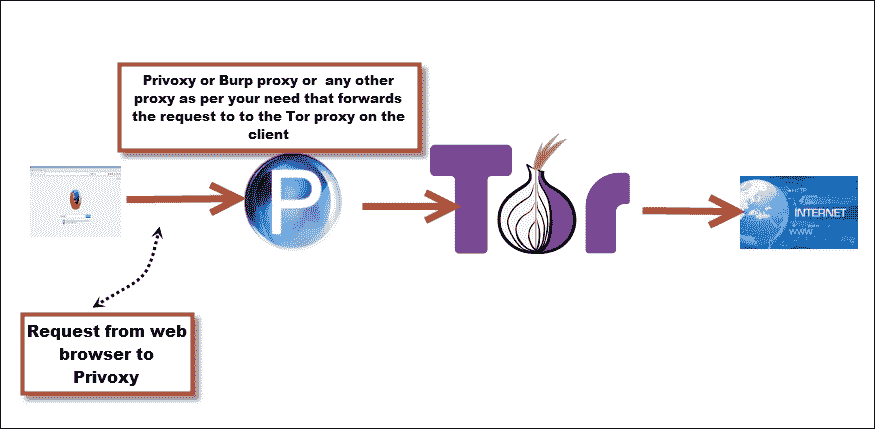 Privoxy or Burp proxy or any other
proxy as per your need that forwards
the request to to the Tor proxy on the
client
P
Tor
INTERNET
WWW
Request from web
browser to
Privoxy